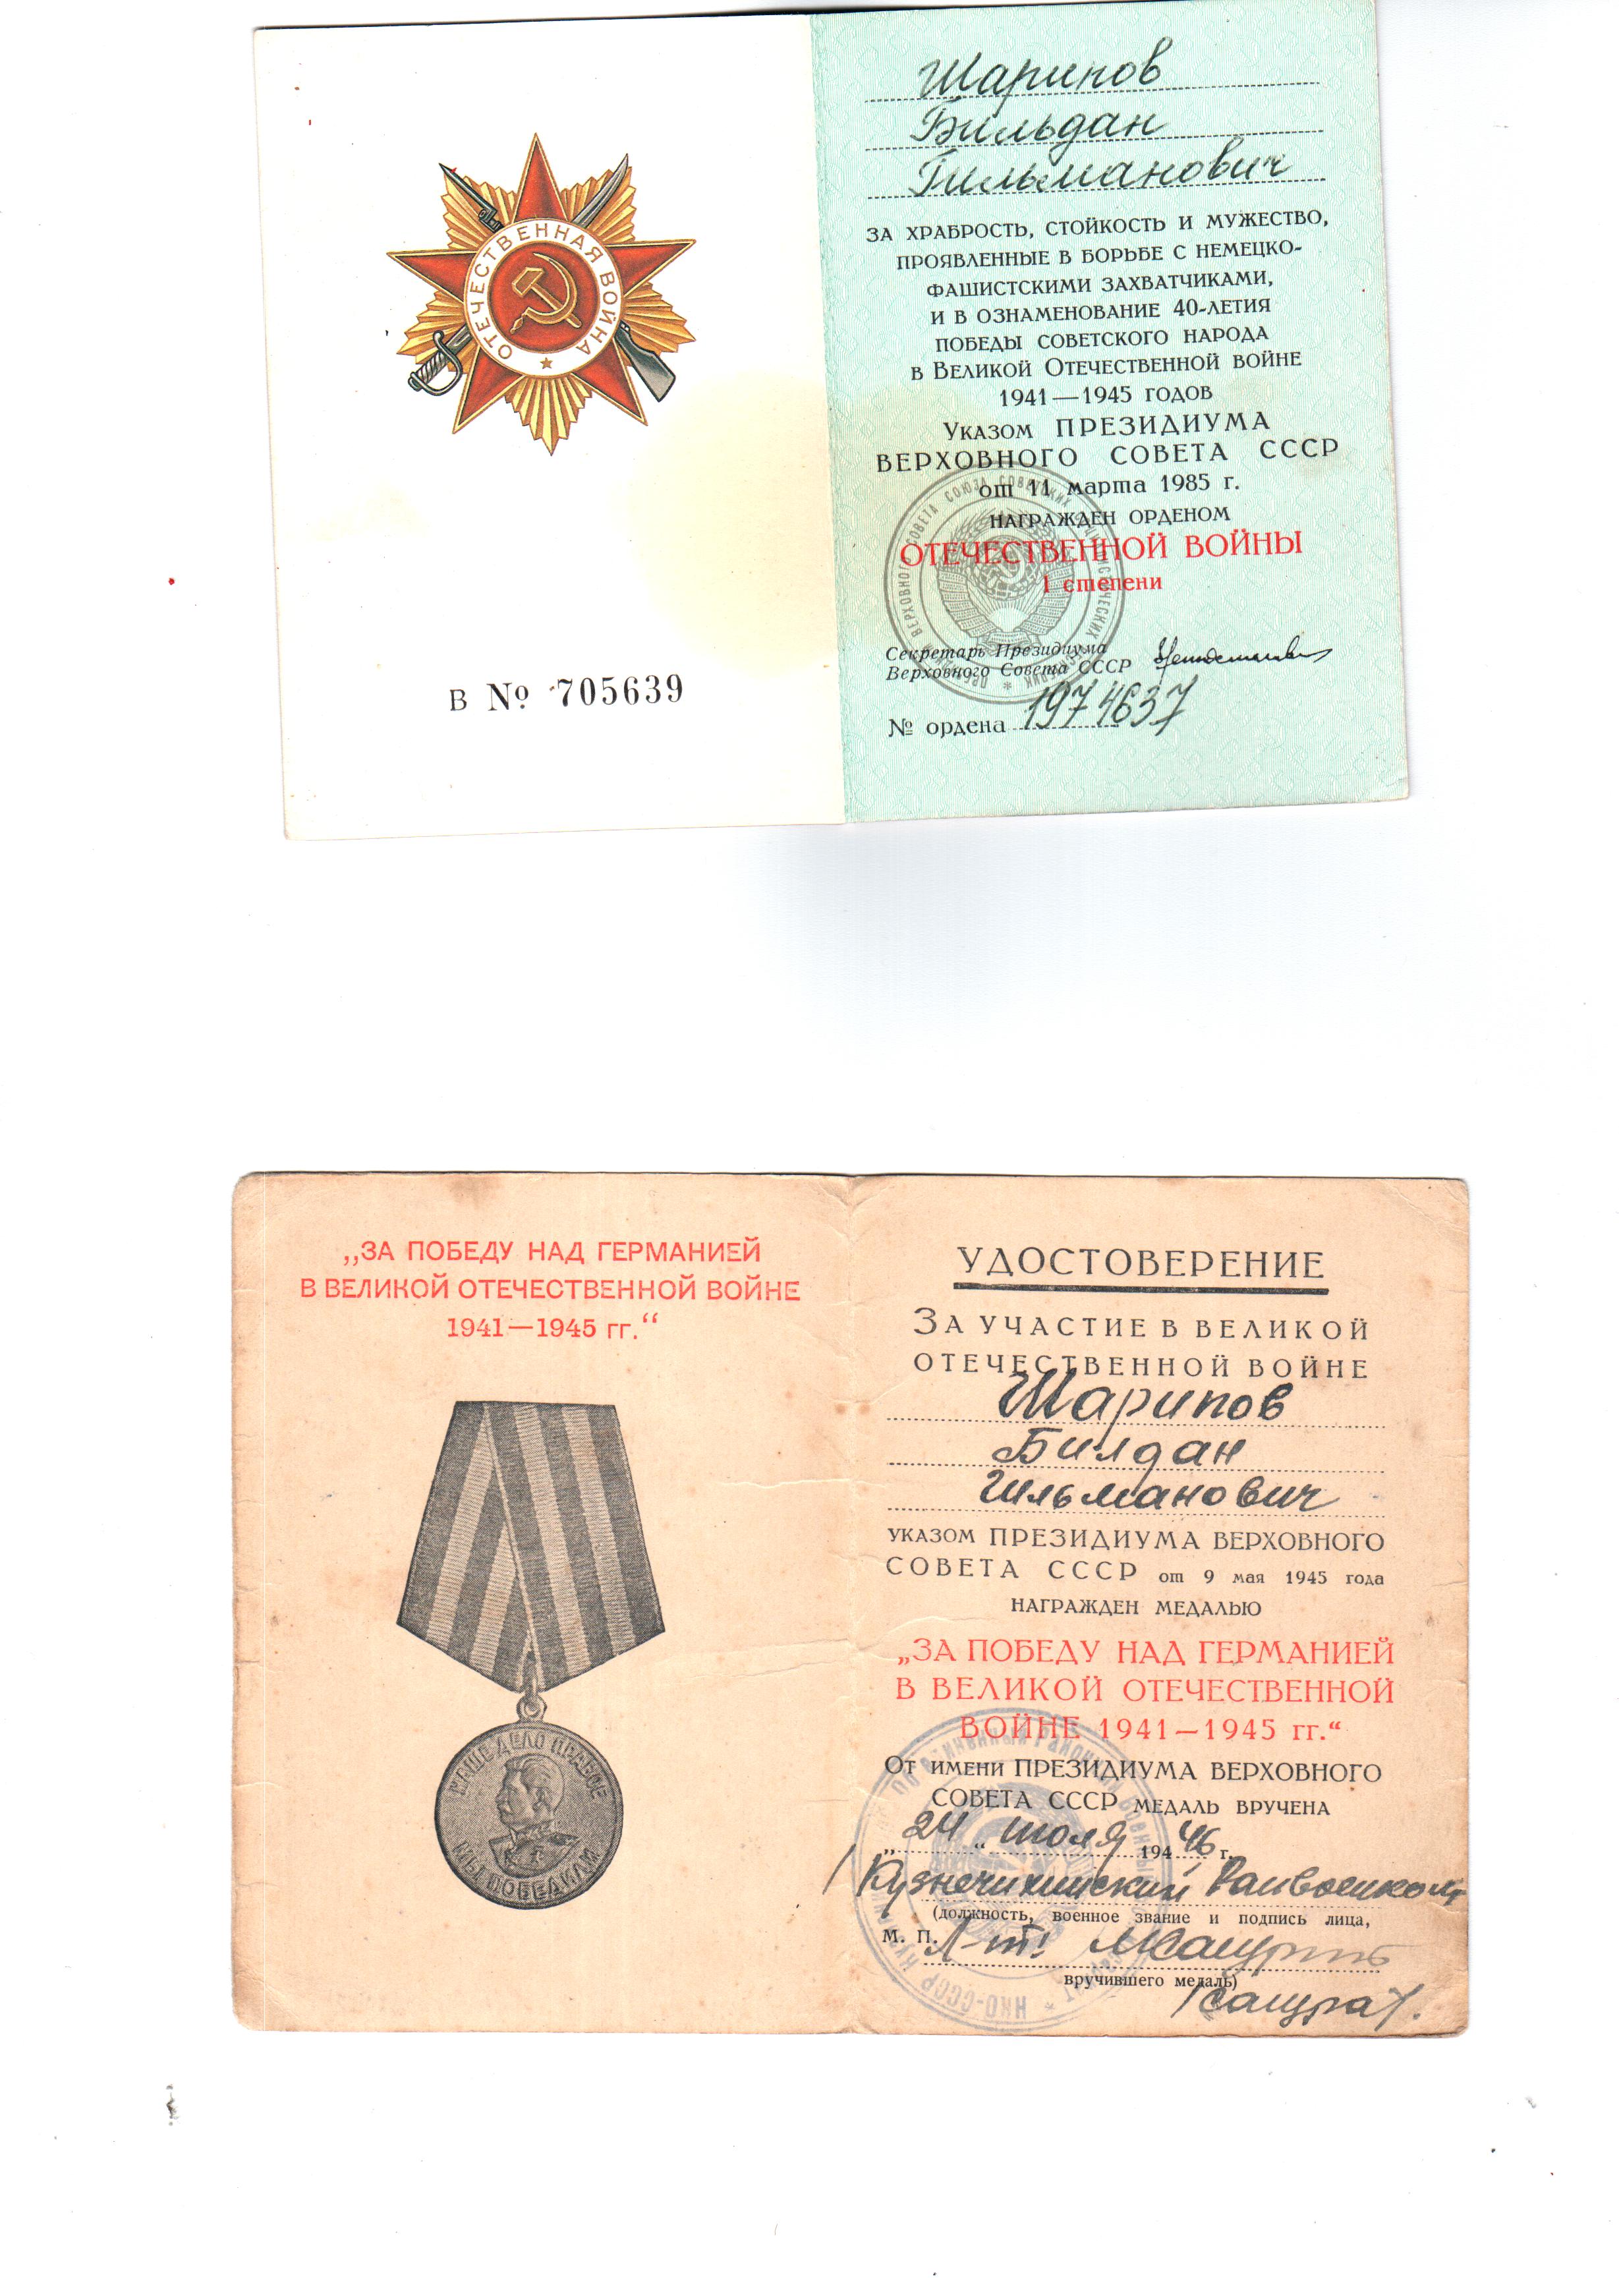 ОТЕЧЕСТВЕННАЯ ВОЙНА
В № 705639
Шарипов
Бильдан
Гильманович
ЗА ХРАБРОСТЬ, СТОЙКОСТЬ И МУЖЕСТВО,
ПРОЯВЛЕННЫЕ В БОРЬБЕ С НЕМЕЦКО-
ФАШИСТСКИМИ ЗАХВАТЧИКАМИ,
И В ОЗНАМЕНОВАНИЕ 40-ЛЕТИЯ
ПОБЕДЫ СОВЕТСКОГО НАРОДА
В ВЕЛИКОЙ ОТЕЧЕСТВЕННОЙ ВОЙНЕ
1941—1945 ГОДОВ
УКАЗОМ ПРЕЗИДИУМА
ВЕРХОВНОГО СОВЕТА СССР
от 11 марта 1985 г.
НАГРАЖДЕН ОРДЕНОМ
ОТЕЧЕСТВЕННОЙ ВОЙНЫ
I степени
Секретарь Президиума
Верховного Совета СССР
№ ордена 1974637
„ЗА ПОБЕДУ НАД ГЕРМАНИЕЙ
В ВЕЛИКОЙ ОТЕЧЕСТВЕННОЙ ВОЙНЕ
1941—1945 гг.“
НАШЕ ДЕЛО ПРАВОЕ
МЫ ПОБЕДИЛИ
УДОСТОВЕРЕНИЕ
ЗА УЧАСТИЕ В ВЕЛИКОЙ
ОТЕЧЕСТВЕННОЙ ВОЙНЕ
Шарипов
Билдан
Гильманович
УКАЗОМ ПРЕЗИДИУМА ВЕРХОВНОГО
СОВЕТА СССР от 9 мая 1945 года
НАГРАЖДЕН МЕДАЛЬЮ
„ЗА ПОБЕДУ НАД ГЕРМАНИЕЙ
В ВЕЛИКОЙ ОТЕЧЕСТВЕННОЙ
ВОЙНЕ 1941—1945 гг.“
ОТ ИМЕНИ ПРЕЗИДИУМА ВЕРХОВНОГО
СОВЕТА СССР МЕДАЛЬ ВРУЧЕНА
„24“ июля 1946 г.
Кузнечихинский Райвоенком
(должность, военное звание и подпись лица,
М. П. Л-т
вручившего медаль)